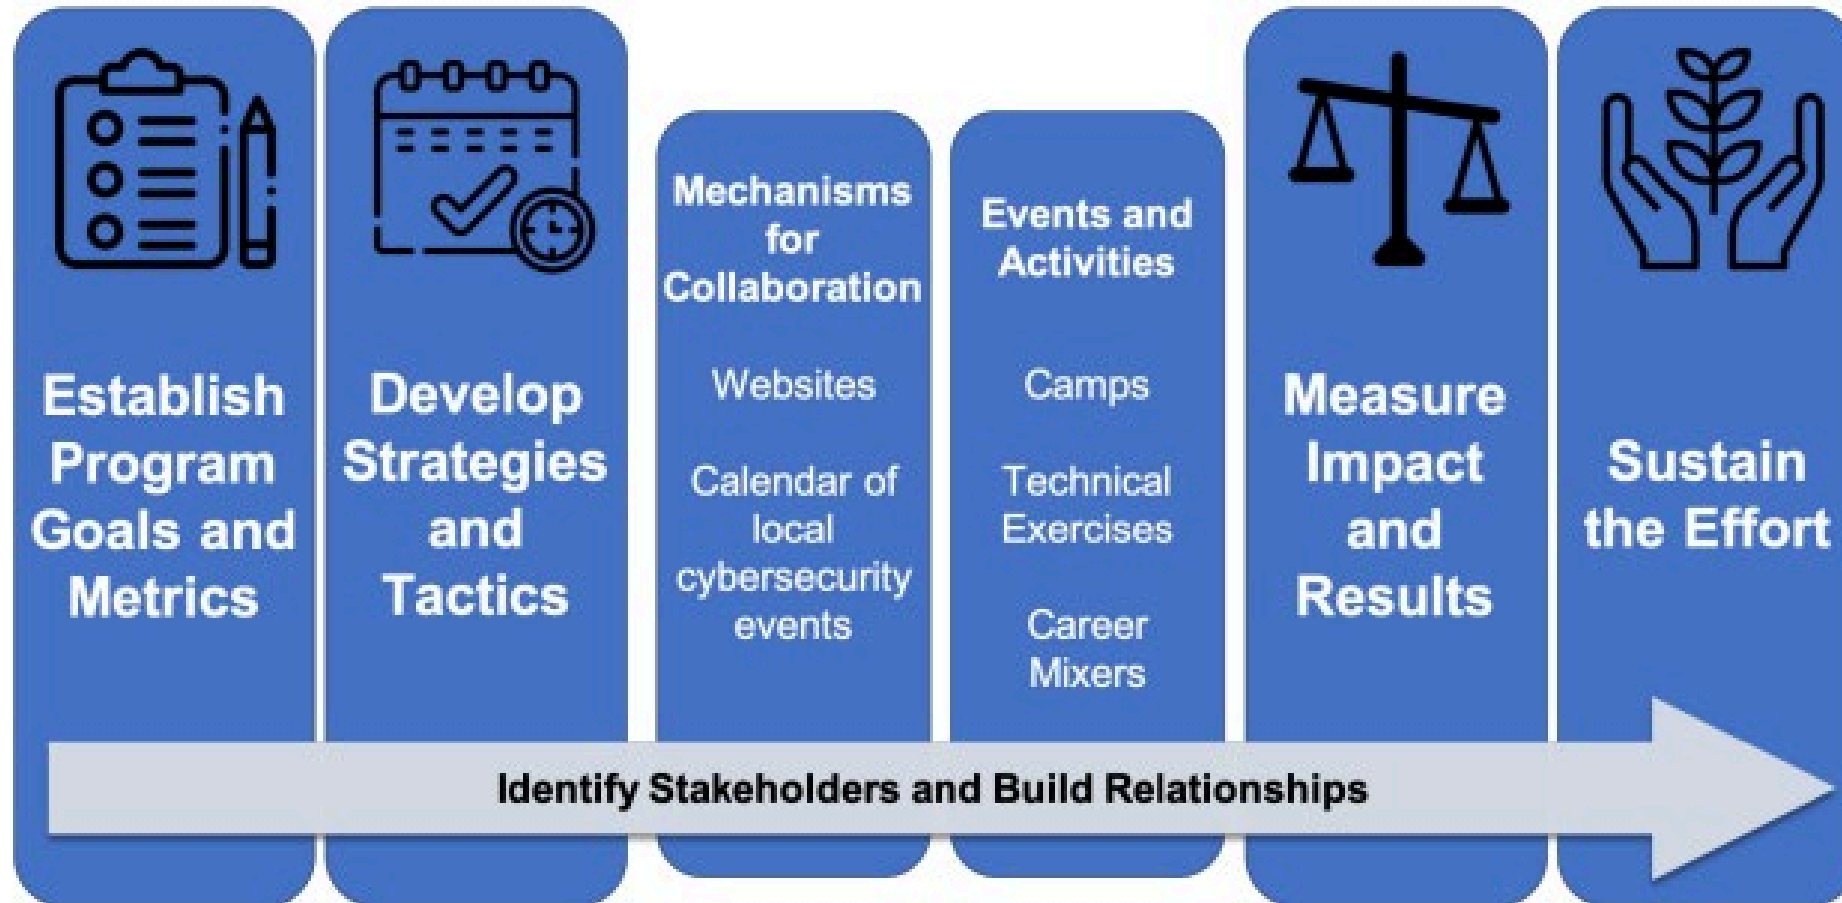 Establish
Program
Goals and
Metrics
Develop
Strategies
and
Tactics
Mechanisms
for
Collaboration
Websites
Calendar of
local
cybersecurity
events
Events and
Activities
Camps
Technical
Exercises
Career
Mixers
Measure
Impact
and
Results
Sustain
the Effort
Identify Stakeholders and Build Relationships